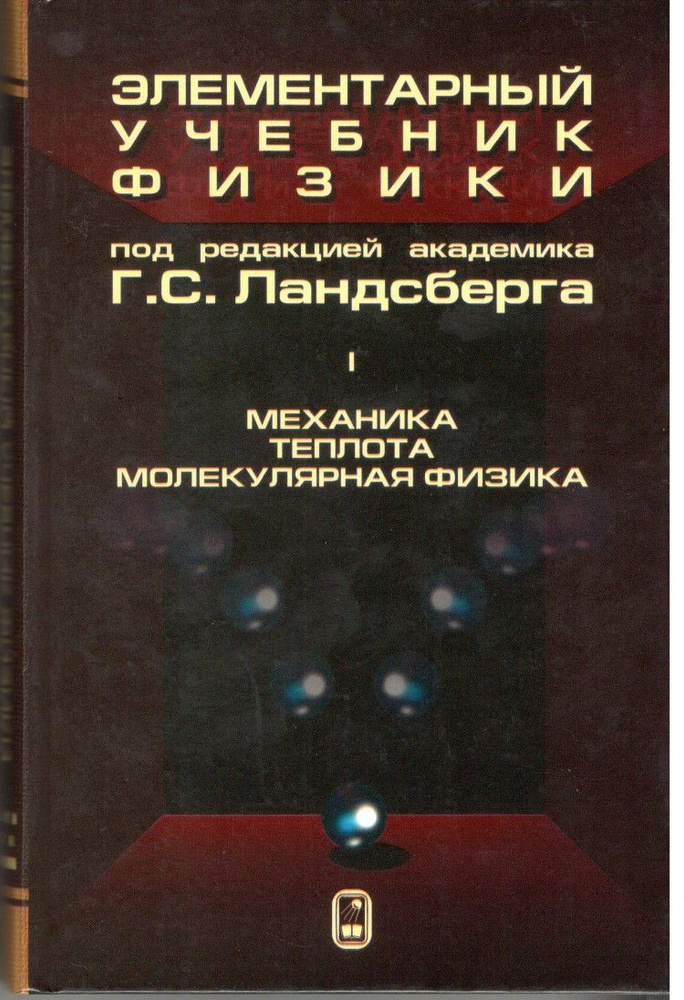 ЭЛЕМЕНТАРНЫЙ
УЧЕБНИК
ФИЗИКИ
под редакцией академика
Г.С. Ландсберга
I
МЕХАНИКА
ТЕПЛОТА
МОЛЕКУЛЯРНАЯ ФИЗИКА